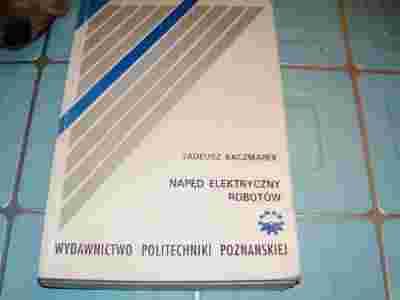 TADEUSZ KACZMAREK
NAPĘD ELEKTRYCZNY
ROBOTÓW
WYDAWNICTWO POLITECHNIKI POZNAŃSKIEJ